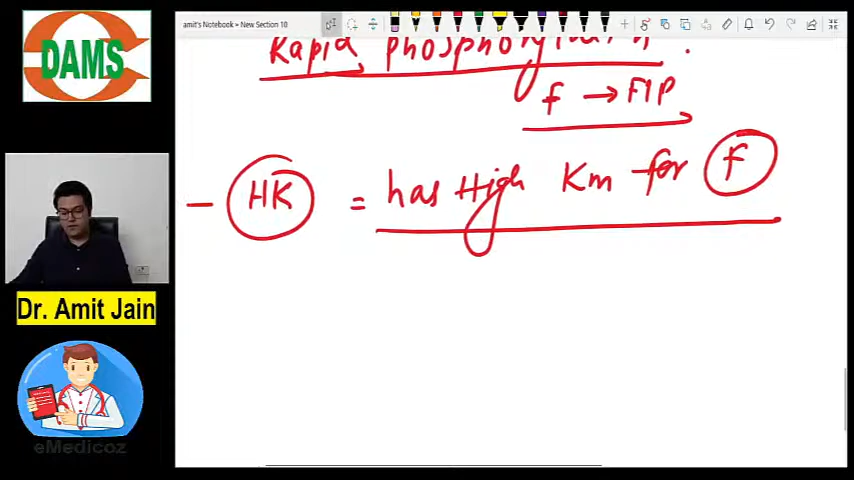 amit's Notebook > New Section 10
DAMS
Rapid phosphorylation.
F → F1P
- HK = has High Km for F
Dr. Amit Jain
eMedicoz